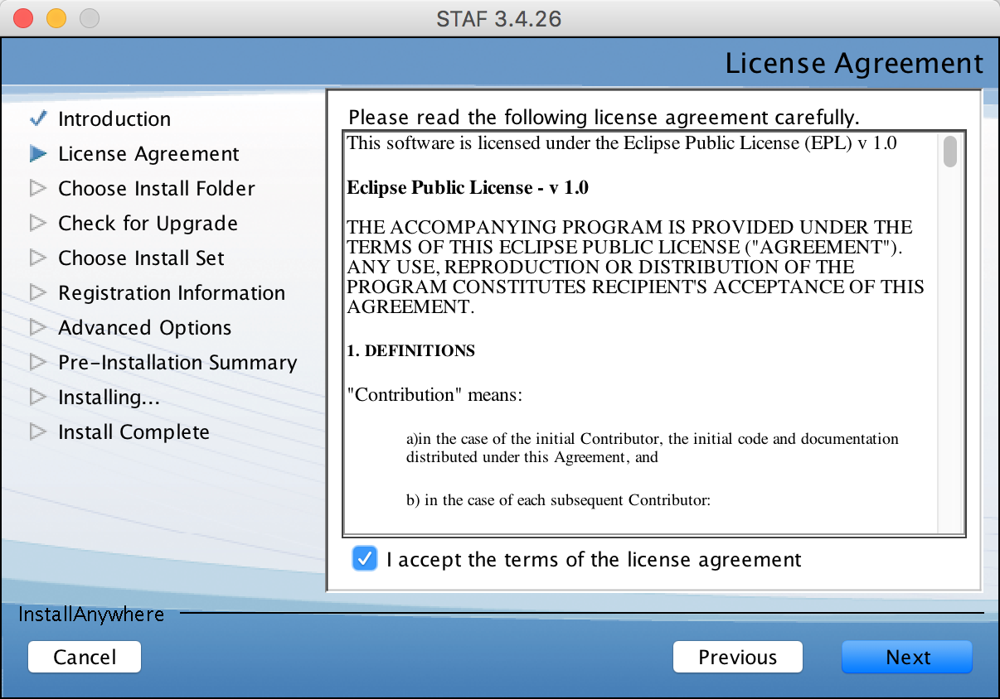 STAF 3.4.26
License Agreement
Introduction
License Agreement
Choose Install Folder
Check for Upgrade
Choose Install Set
Registration Information
Advanced Options
Pre-Installation Summary
Installing...
Install Complete
Please read the following license agreement carefully.
This software is licensed under the Eclipse Public License (EPL) v 1.0
Eclipse Public License - v 1.0
THE ACCOMPANYING PROGRAM IS PROVIDED UNDER THE
TERMS OF THIS ECLIPSE PUBLIC LICENSE ("AGREEMENT").
ANY USE, REPRODUCTION OR DISTRIBUTION OF THE
PROGRAM CONSTITUTES RECIPIENT'S ACCEPTANCE OF THIS
AGREEMENT.
1. DEFINITIONS
"Contribution" means:
a)in the case of the initial Contributor, the initial code and documentation
distributed under this Agreement, and
b) in the case of each subsequent Contributor:
I accept the terms of the license agreement
InstallAnywhere
Cancel
Previous
Next